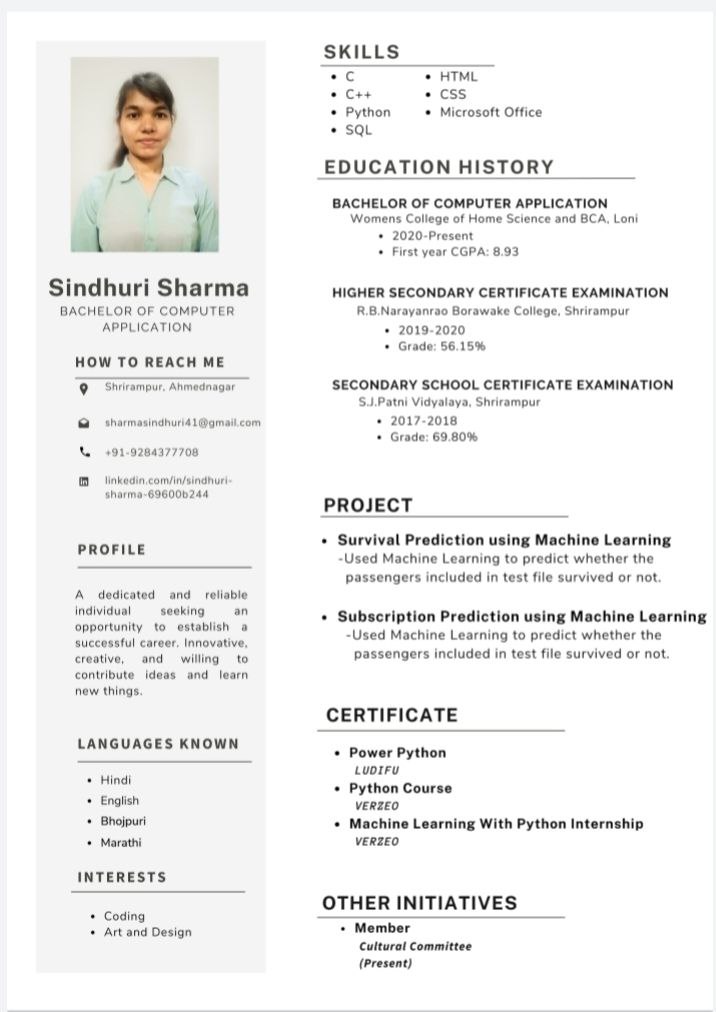 Sindhuri Sharma
BACHELOR OF COMPUTER
APPLICATION
HOW TO REACH ME
Shrirampur, Ahmednagar
sharmasindhuri41@gmail.com
+91-9284377708
linkedin.com/in/sindhuri-
sharma-69600b244
PROFILE
A dedicated and reliable
individual seeking an
opportunity to establish a
successful career. Innovative,
creative, and willing to
contribute ideas and learn
new things.
LANGUAGES KNOWN
• Hindi
• English
• Bhojpuri
• Marathi
INTERESTS
• Coding
• Art and Design
SKILLS
• C
• C++
• Python
• SQL
• HTML
• CSS
• Microsoft Office
EDUCATION HISTORY
BACHELOR OF COMPUTER APPLICATION
Womens College of Home Science and BCA, Loni
• 2020-Present
• First year CGPA: 8.93
HIGHER SECONDARY CERTIFICATE EXAMINATION
R.B.Narayanrao Borawake College, Shrirampur
• 2019-2020
• Grade: 56.15%
SECONDARY SCHOOL CERTIFICATE EXAMINATION
S.J.Patni Vidyalaya, Shrirampur
• 2017-2018
• Grade: 69.80%
PROJECT
• Survival Prediction using Machine Learning
-Used Machine Learning to predict whether the
passengers included in test file survived or not.
• Subscription Prediction using Machine Learning
-Used Machine Learning to predict whether the
passengers included in test file survived or not.
CERTIFICATE
• Power Python
LUDIFU
• Python Course
VERZEO
• Machine Learning With Python Internship
VERZEO
OTHER INITIATIVES
• Member
Cultural Committee
(Present)